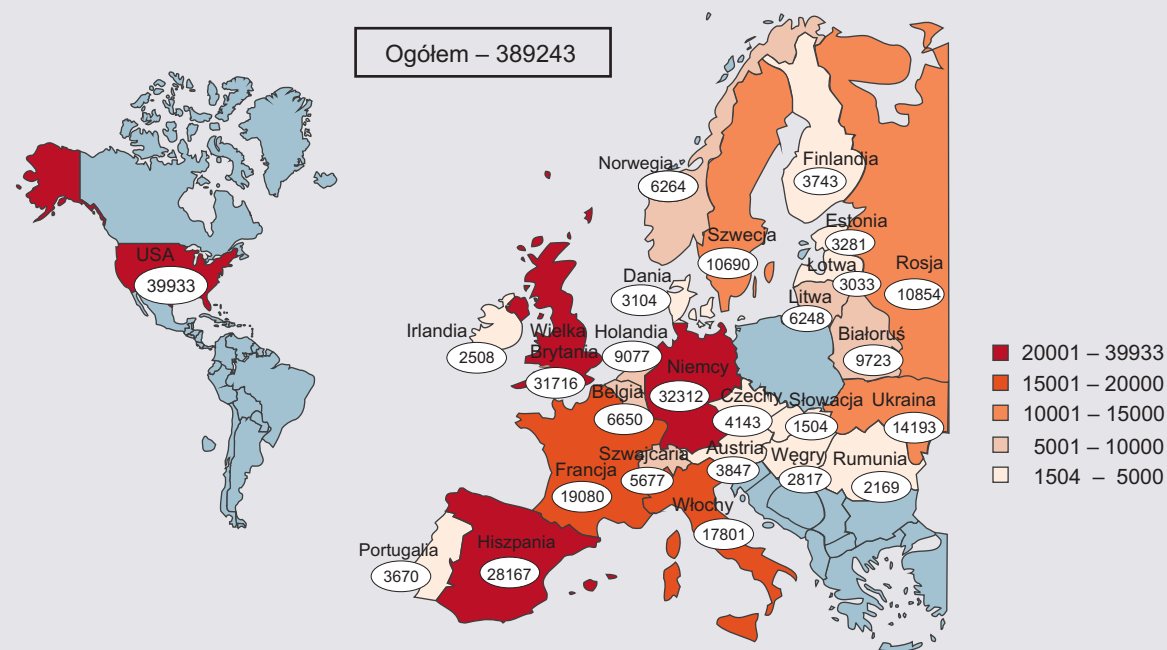 Ogółem – 389243
USA
39933
Norwegia
6264
Finlandia
3743
Szwecja
10690
Estonia
3281
Łotwa
3033
Rosja
10854
Dania
3104
Litwa
6248
Białoruś
9723
Irlandia
2508
Wielka
Brytania
31716
Holandia
9077
Niemcy
32312
Belgia
6650
Czechy
4143
Słowacja
1504
Ukraina
14193
Szwajcaria
5677
Austria
3847
Węgry
2817
Rumunia
2169
Francja
19080
Włochy
17801
Portugalia
3670
Hiszpania
28167
20001 – 39933
15001 – 20000
10001 – 15000
5001 – 10000
1504 – 5000